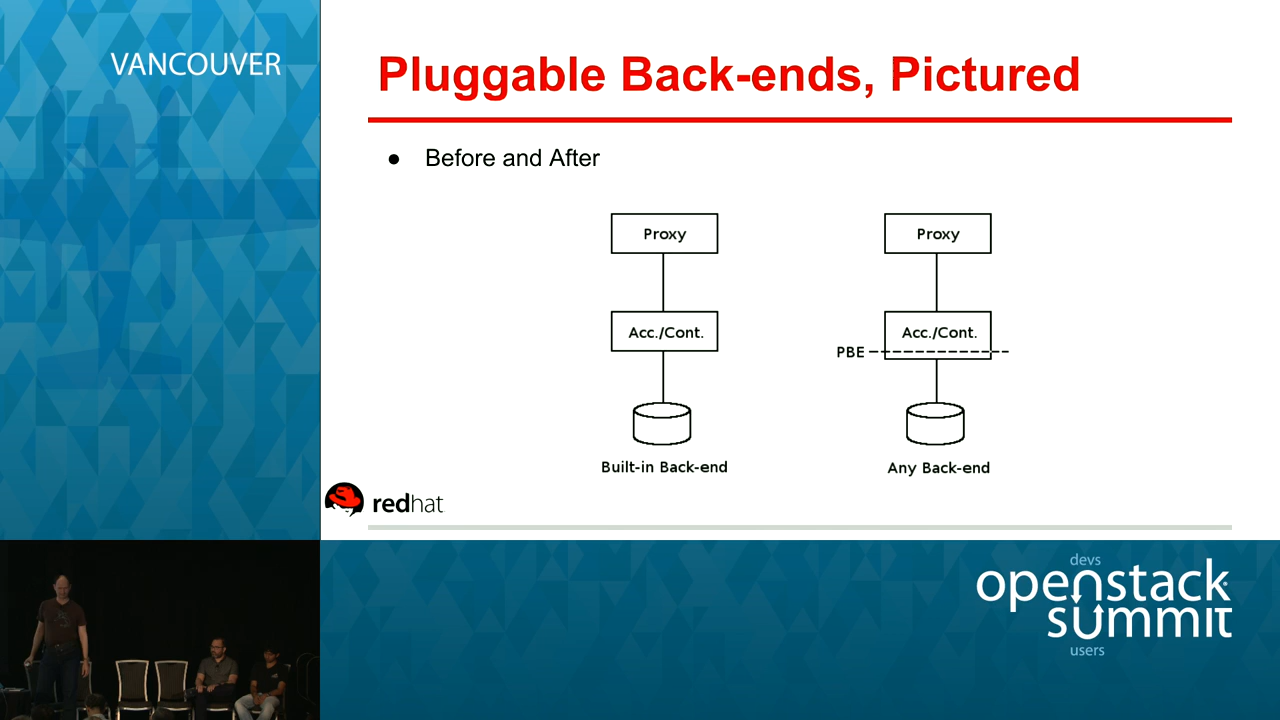 VANCOUVER
Pluggable Back-ends, Pictured
● Before and After
Proxy
Acc./Cont.
Built-in Back-end
Proxy
Acc./Cont.
PBE
Any Back-end
redhat
devs
openstack
summit
users